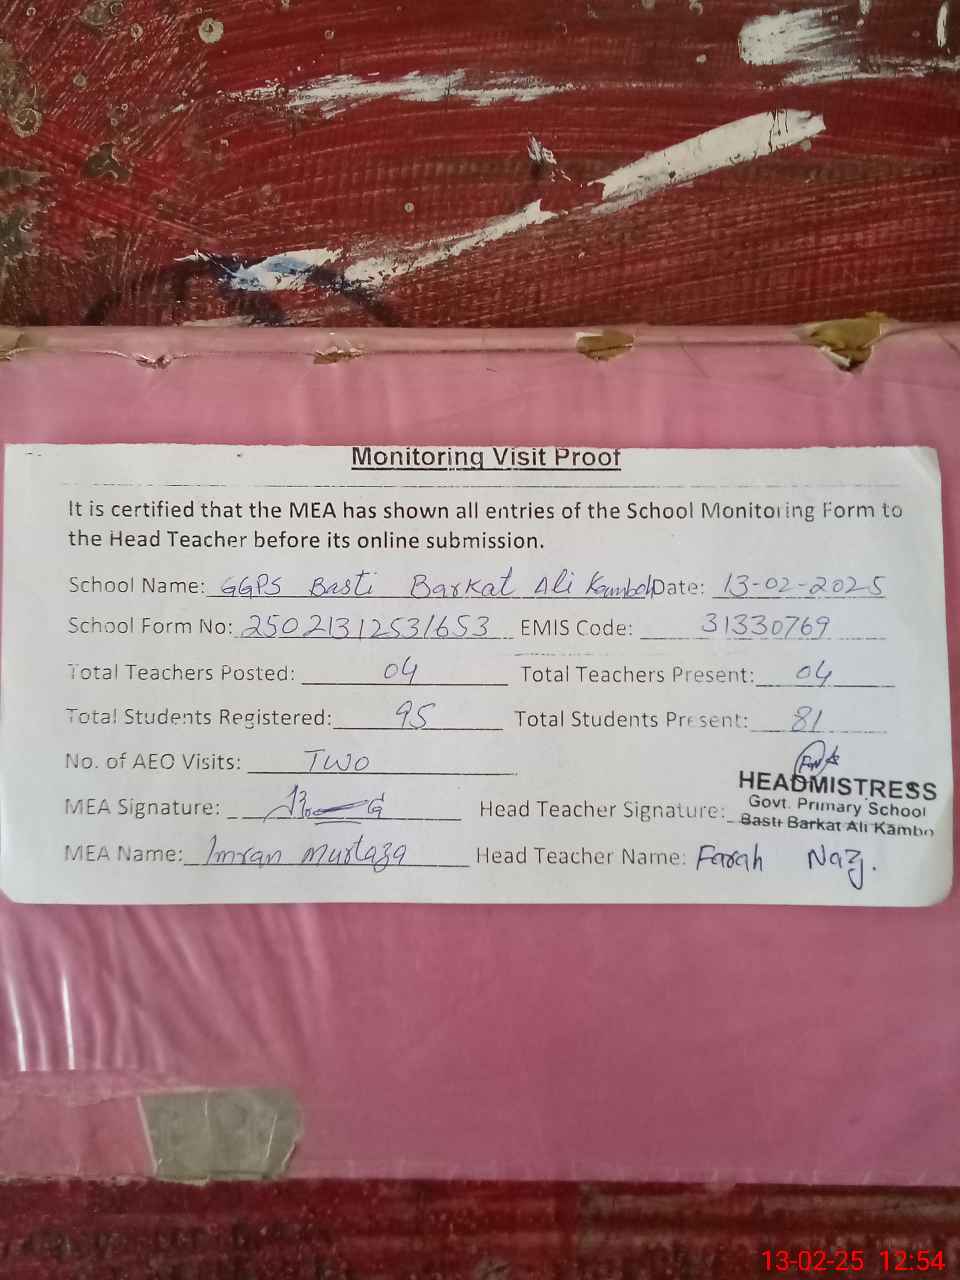 Monitoring Visit Proof
It is certified that the MEA has shown all entries of the School Monitoring Form to
the Head Teacher before its online submission.
School Name: GGPS Basti Barkat Ali Kamboh Date: 13-02-2025
School Form No: 25021312531653 EMIS Code: 31330769
Total Teachers Posted: 04 Total Teachers Present: 04
Total Students Registered: 95 Total Students Present: 81
No. of AEO Visits: TWO
MEA Signature: Head Teacher Signature:
HEADMISTRESS
Govt. Primary School
Basti Barkat Ali Kambo
MEA Name: Imran Murtaza Head Teacher Name: Farah Naz.
13-02-25 12:54